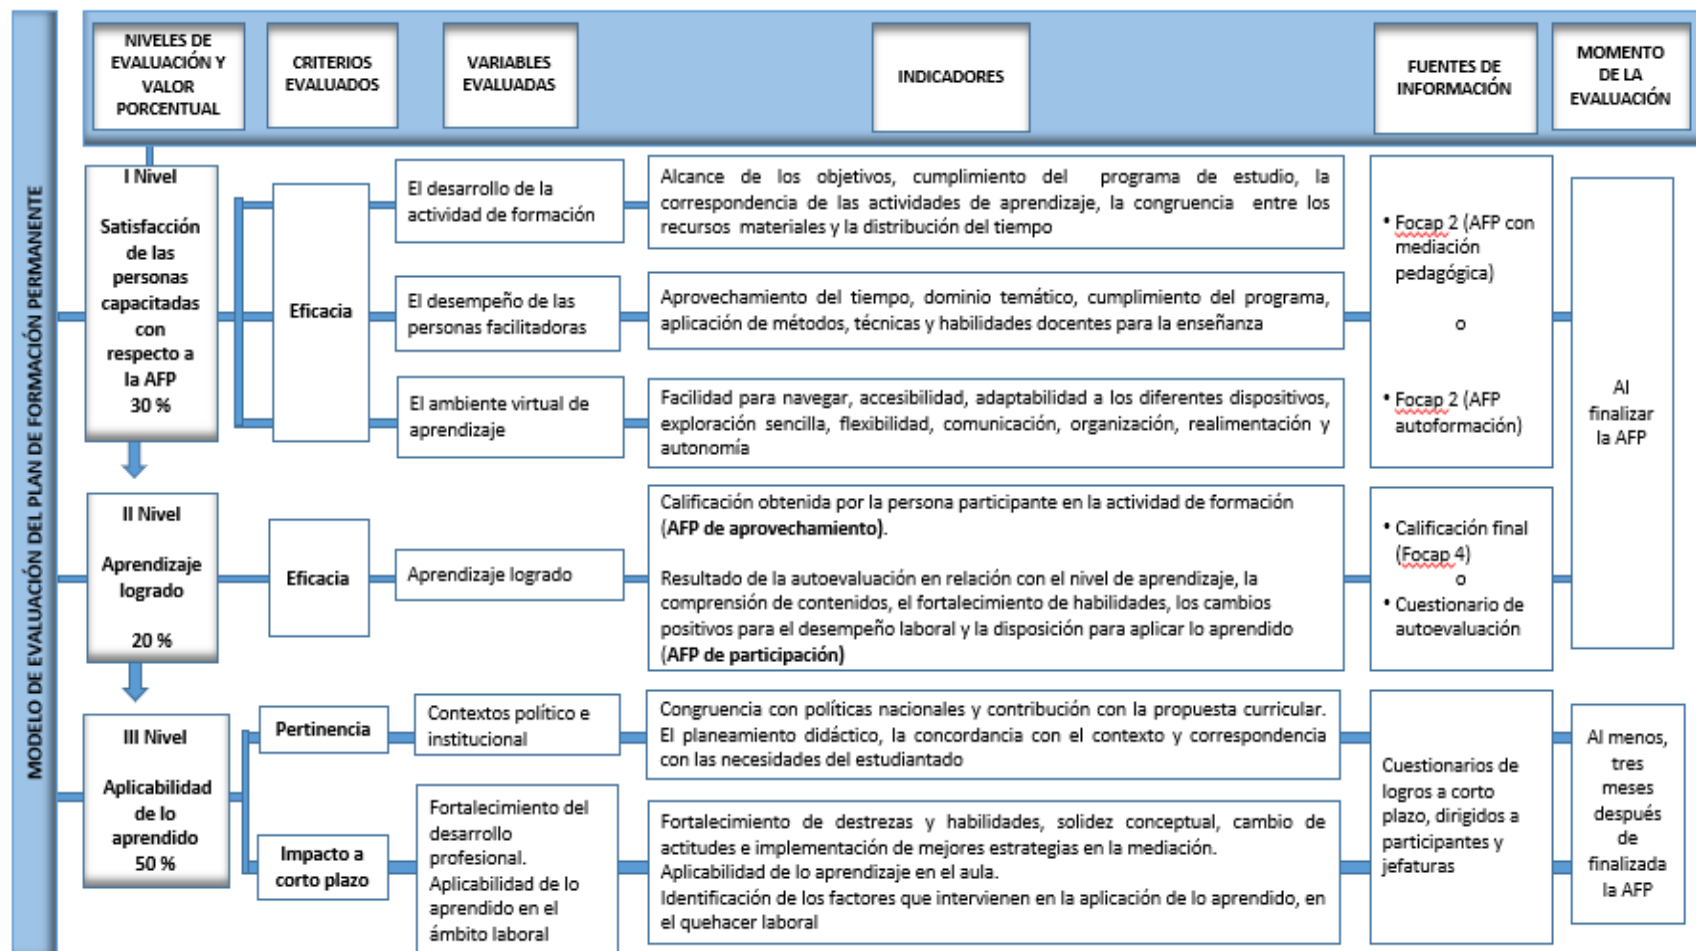 MODELO DE EVALUACIÓN DEL PLAN DE FORMACIÓN PERMANENTE
NIVELES DE
EVALUACIÓN Y
VALOR
PORCENTUAL
CRITERIOS
EVALUADOS
VARIABLES
EVALUADAS
INDICADORES
FUENTES DE
INFORMACIÓN
MOMENTO
DE LA
EVALUACIÓN
I Nivel
Satisfacción
de las
personas
capacitadas
con
respecto a
la AFP
30 %
Eficacia
El desarrollo de la
actividad de formación
Alcance de los objetivos, cumplimiento del programa de estudio, la
correspondencia de las actividades de aprendizaje, la congruencia entre los
recursos materiales y la distribución del tiempo
El desempeño de las
personas facilitadoras
Aprovechamiento del tiempo, dominio temático, cumplimiento del programa,
aplicación de métodos, técnicas y habilidades docentes para la enseñanza
El ambiente virtual de
aprendizaje
Facilidad para navegar, accesibilidad, adaptabilidad a los diferentes dispositivos,
exploración sencilla, flexibilidad, comunicación, organización, realimentación y
autonomía
• Focap 2 (AFP con
mediación
pedagógica)
o
• Focap 2 (AFP
autoformación)
Al
finalizar
la AFP
II Nivel
Aprendizaje
logrado
20 %
Eficacia
Aprendizaje logrado
Calificación obtenida por la persona participante en la actividad de formación
(AFP de aprovechamiento).
Resultado de la autoevaluación en relación con el nivel de aprendizaje, la
comprensión de contenidos, el fortalecimiento de habilidades, los cambios
positivos para el desempeño laboral y la disposición para aplicar lo aprendido
(AFP de participación)
• Calificación final
(Focap 4)
o
• Cuestionario de
autoevaluación
III Nivel
Aplicabilidad
de lo
aprendido
50 %
Pertinencia
Contextos político e
institucional
Congruencia con políticas nacionales y contribución con la propuesta curricular.
El planeamiento didáctico, la concordancia con el contexto y correspondencia
con las necesidades del estudiantado
Impacto a
corto plazo
Fortalecimiento del
desarrollo
profesional.
Aplicabilidad de lo
aprendido en el
ámbito laboral
Fortalecimiento de destrezas y habilidades, solidez conceptual, cambio de
actitudes e implementación de mejores estrategias en la mediación.
Aplicabilidad de lo aprendizaje en el aula.
Identificación de los factores que intervienen en la aplicación de lo aprendido, en
el quehacer laboral
Cuestionarios de
logros a corto
plazo, dirigidos a
participantes y
jefaturas
Al menos,
tres
meses
después
de
finalizada
la AFP